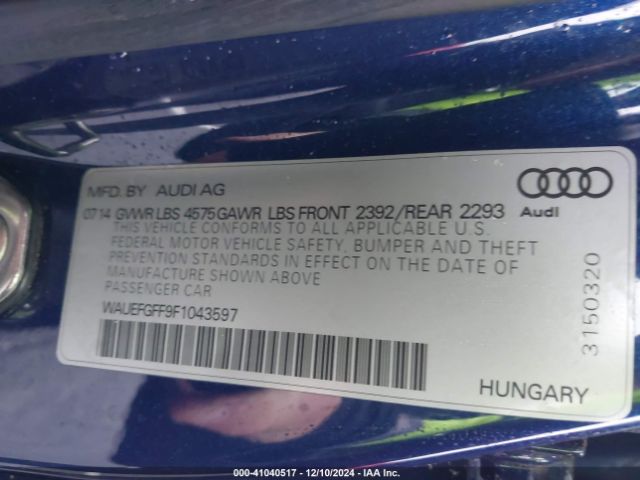 MFD. BY AUDI AG
07 14 GVWR LBS 4575 GAWR LBS FRONT 2392/REAR 2293
Audi
THIS VEHICLE CONFORMS TO ALL APPLICABLE U.S.
FEDERAL MOTOR VEHICLE SAFETY, BUMPER AND THEFT
PREVENTION STANDARDS IN EFFECT ON THE DATE OF
MANUFACTURE SHOWN ABOVE
PASSENGER CAR
WAUEFGFF9F1043597
3150320
HUNGARY
000-41040517 - 12/10/2024 - IAAI Inc.